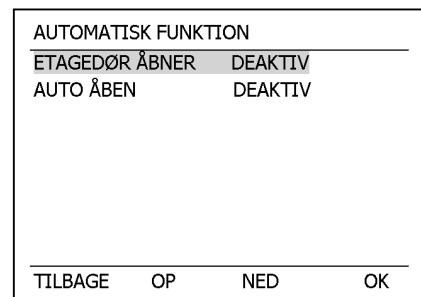 AUTOMATISK FUNKTION
ETAGEDØR ÅBNER DEAKTIV
AUTO ÅBEN DEAKTIV
TILBAGE OP NED OK